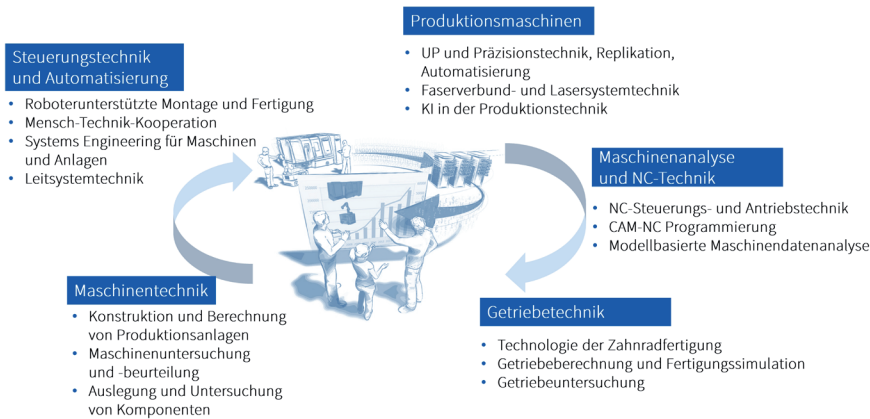 Produktionsmaschinen
• UP und Präzisionstechnik, Replikation,
Automatisierung
• Faserverbund- und Lasersystemtechnik
• KI in der Produktionstechnik
Steuerungstechnik
und Automatisierung
• Roboterunterstützte Montage und Fertigung
• Mensch-Technik-Kooperation
• Systems Engineering für Maschinen
und Anlagen
• Leitsystemtechnik
Maschinenanalyse
und NC-Technik
• NC-Steuerungs- und Antriebstechnik
• CAM-NC Programmierung
• Modellbasierte Maschinendatenanalyse
Maschinentechnik
• Konstruktion und Berechnung
von Produktionsanlagen
• Maschinenuntersuchung
und -beurteilung
• Auslegung und Untersuchung
von Komponenten
Getriebetechnik
• Technologie der Zahnradfertigung
• Getriebeberechnung und Fertigungssimulation
• Getriebeuntersuchung